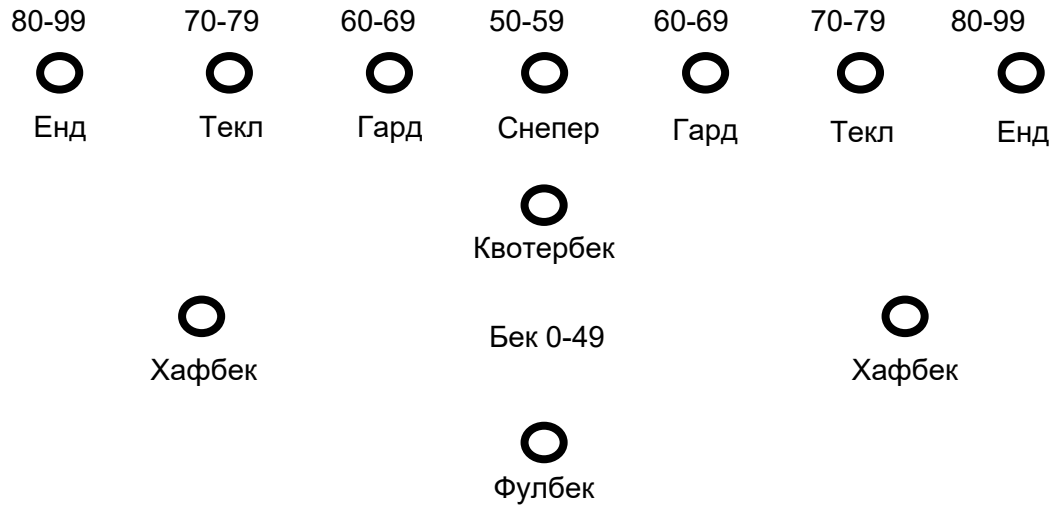 80-99 70-79 60-69 50-59 60-69 70-79 80-99
Енд Текл Гард Снепер Гард Текл Енд
Квотербек
Бек 0-49
Хафбек Хафбек
Фулбек